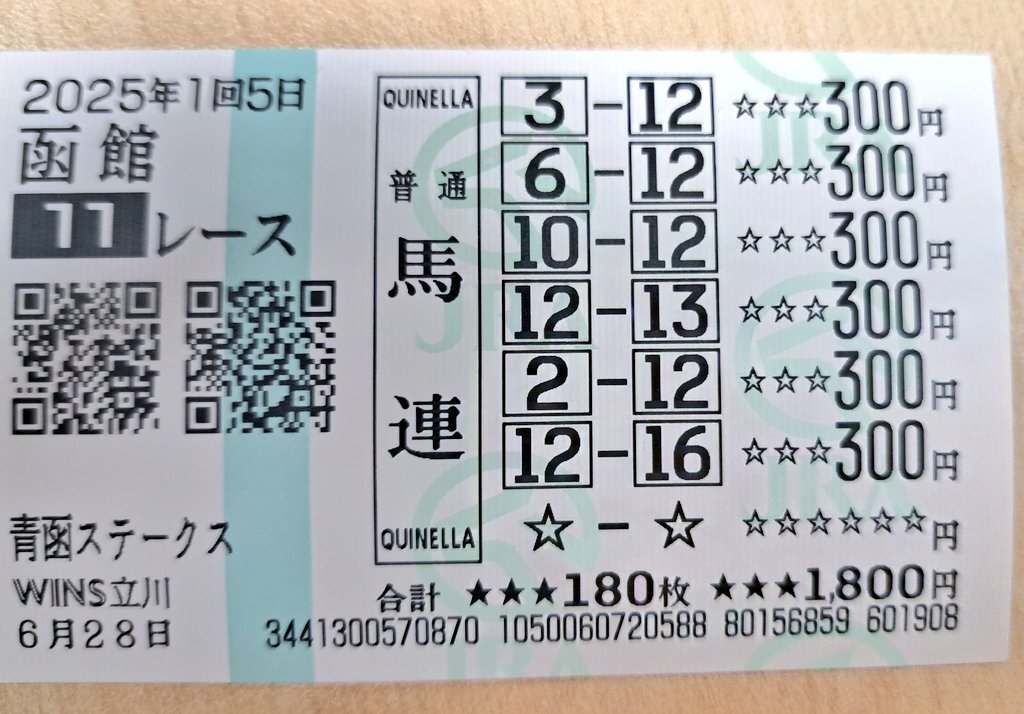 2025年1回5日
函館
11レース
青函ステークス
WINS立川
6月28日
QUINELLA
普通
馬連
QUINELLA
3-12 ☆☆☆300円
6-12 ☆☆☆300円
10-12 ☆☆☆300円
12-13 ☆☆☆300円
2-12 ☆☆☆300円
12-16 ☆☆☆300円
☆-☆ ☆☆☆☆☆☆円
合計 ★★★180枚 ★★★1,800円
3441300570870 1050060720588 80156859 601908
JRA